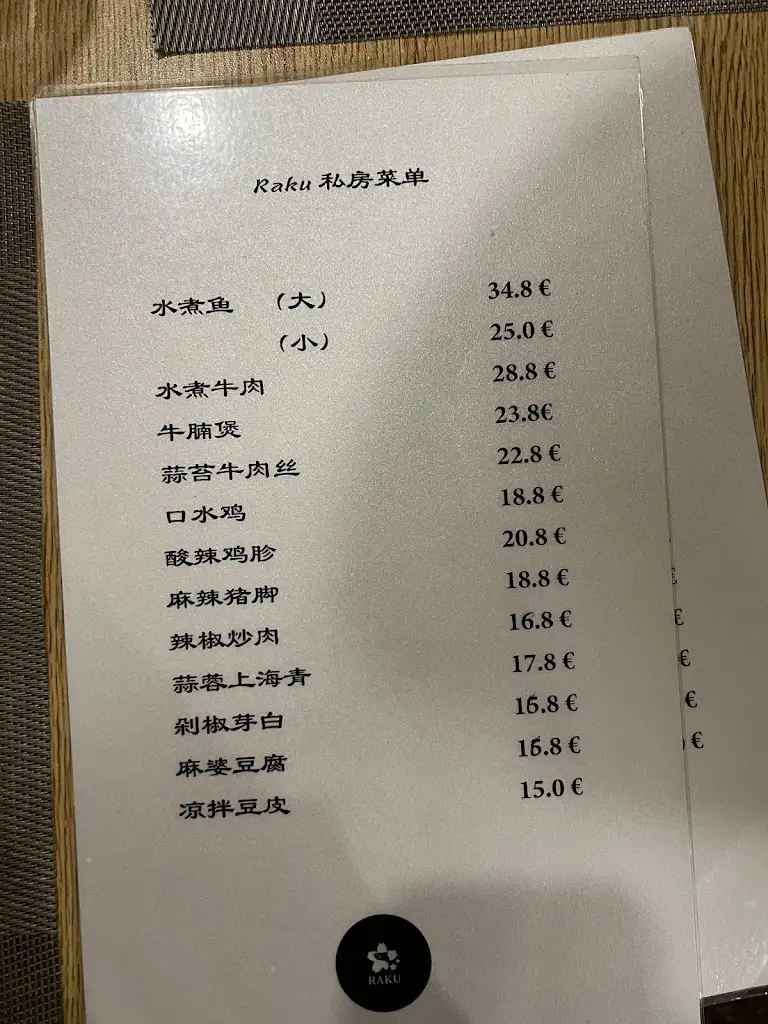 Raku 私房菜单
水煮鱼 （大） 34.8 €
（小） 25.0 €
水煮牛肉 28.8 €
牛腩煲 23.8€
蒜苔牛肉丝 22.8 €
口水鸡 18.8 €
酸辣鸡胗 20.8 €
麻辣猪脚 18.8 €
辣椒炒肉 16.8 €
蒜蓉上海青 17.8 €
剁椒芽白 16.8 €
麻婆豆腐 16.8 €
凉拌豆皮 15.0 €
RAKU
€
€
€
€
€